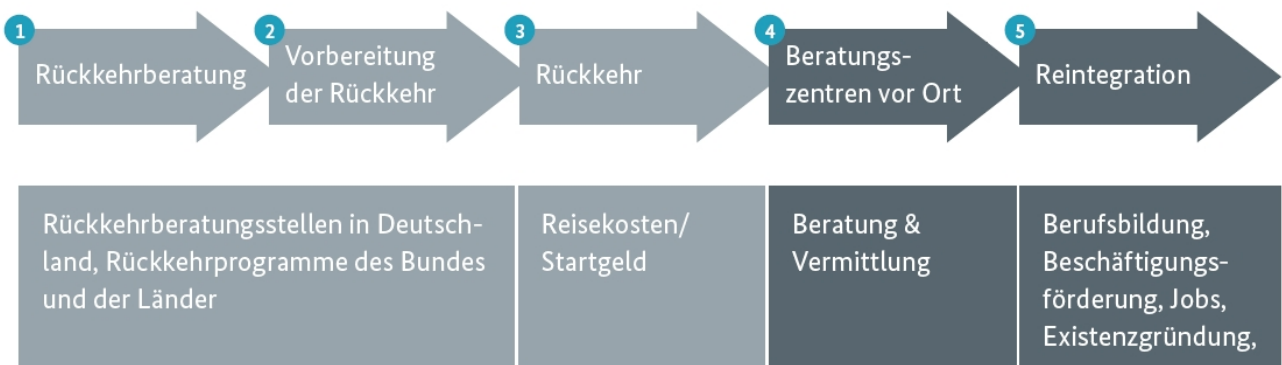 1
Rückkehrberatung
2
Vorbereitung
der Rückkehr
3
Rückkehr
4
Beratungs-
zentren vor Ort
5
Reintegration
Rückkehrberatungsstellen in Deutsch-
land, Rückkehrprogramme des Bundes
und der Länder
Reisekosten/
Startgeld
Beratung &
Vermittlung
Berufsbildung,
Beschäftigungs-
förderung, Jobs,
Existenzgründung,